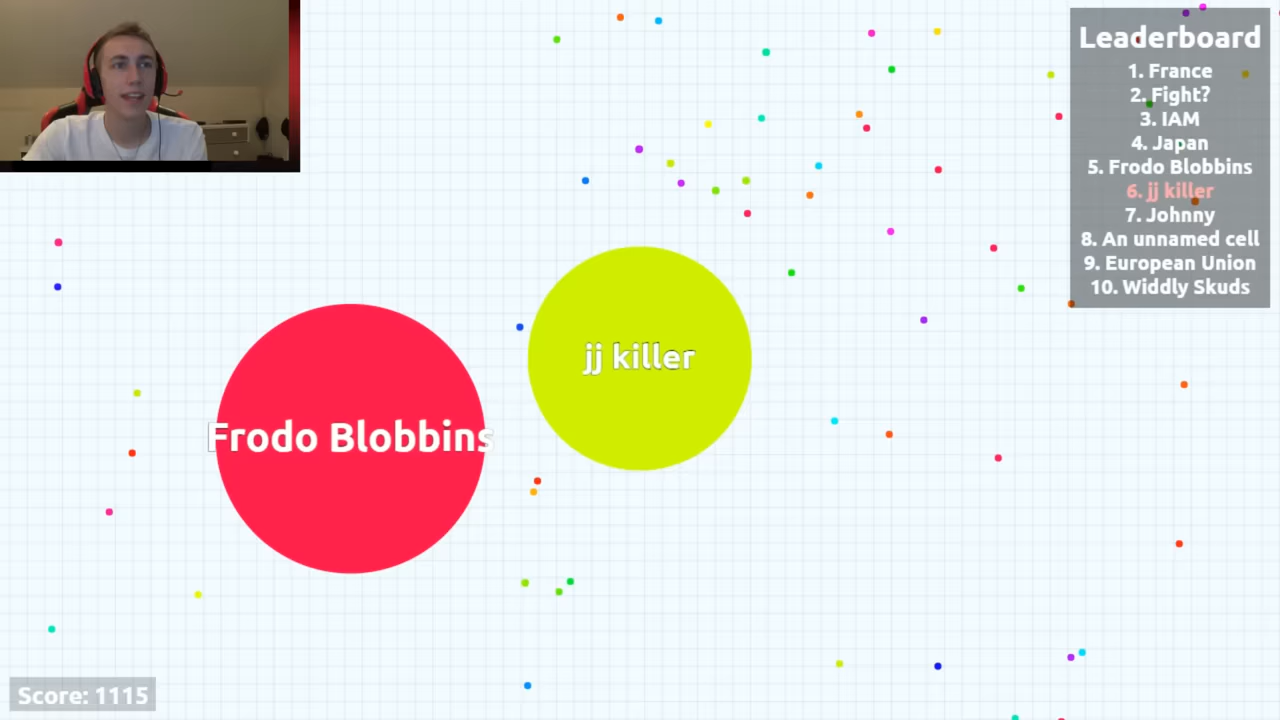 Leaderboard
1. France
2. Fight?
3. IAM
4. Japan
5. Frodo Blobbins
6. jj killer
7. Johnny
8. An unnamed cell
9. European Union
10. Widdly Skuds
jj killer
Frodo Blobbins
Score: 1115